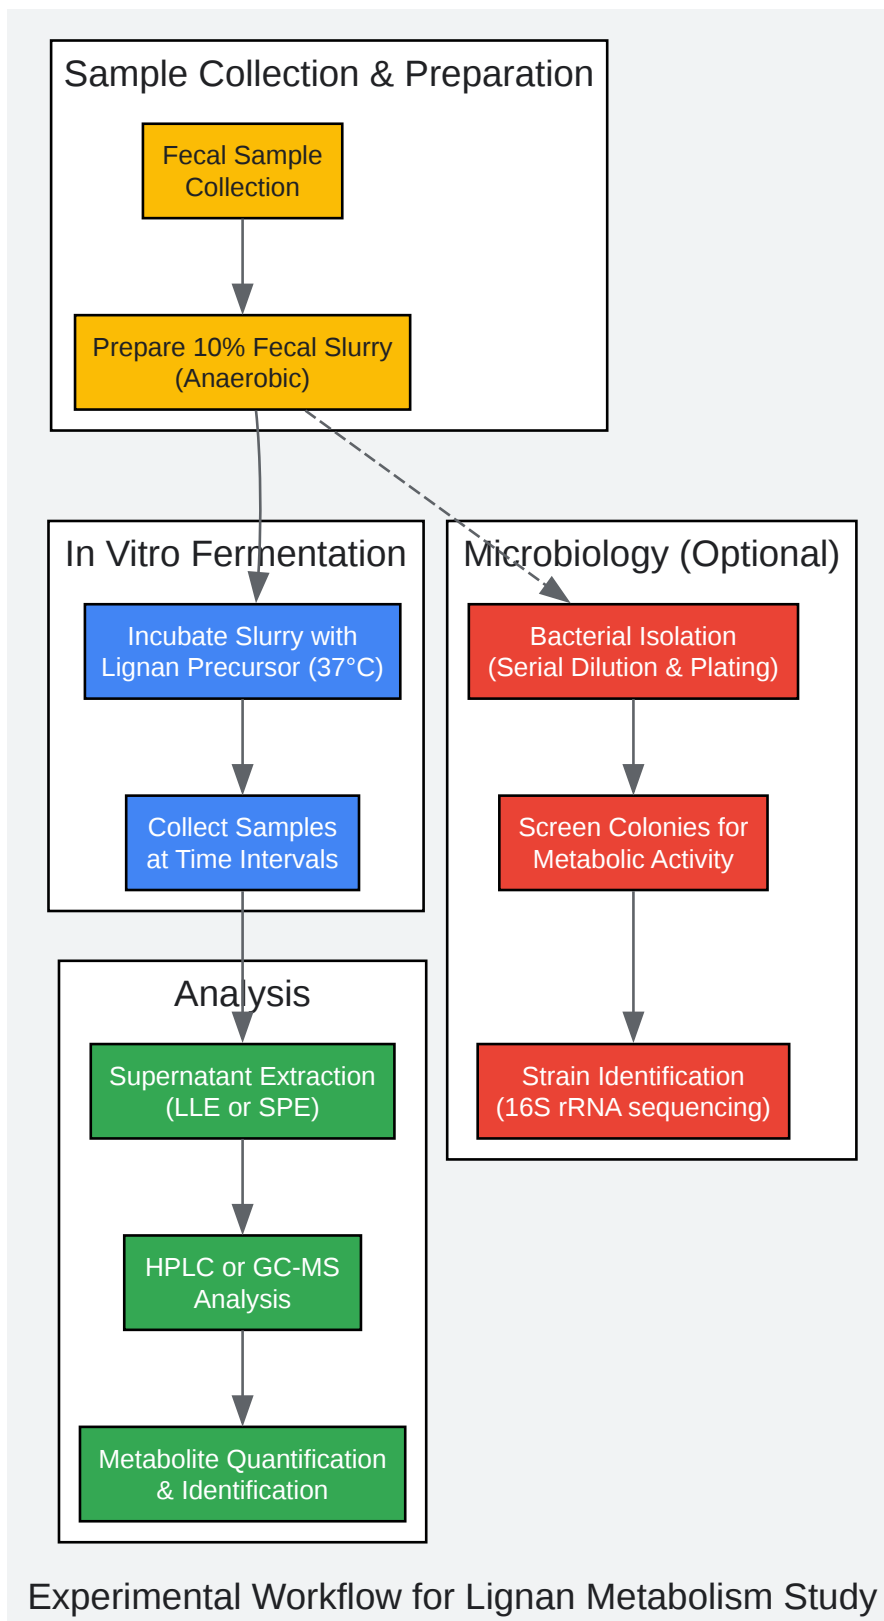 Sample Collection & Preparation
Fecal Sample
Collection
Prepare 10% Fecal Slurry
(Anaerobic)
In Vitro Fermentation
Incubate Slurry with
Lignan Precursor (37°C)
Collect Samples
at Time Intervals
Microbiology (Optional)
Bacterial Isolation
(Serial Dilution & Plating)
Screen Colonies for
Metabolic Activity
Strain Identification
(16S rRNA sequencing)
Analysis
Supernatant Extraction
(LLE or SPE)
HPLC or GC-MS
Analysis
Metabolite Quantification
& Identification
Experimental Workflow for Lignan Metabolism Study